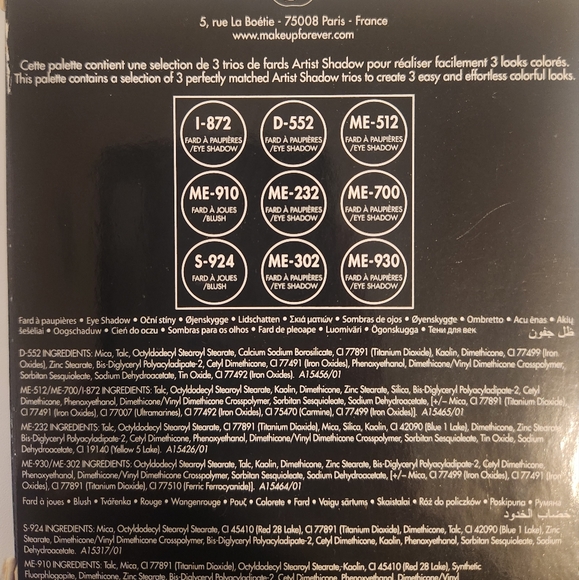 5, rue La Boétie - 75008 Paris - France
www.makeupforever.com
Cette palette contient une selection de 3 trios de fards Artist Shadow pour réaliser facilement 3 looks colorés.
This palette contains a selection of 3 perfectly matched Artist Shadow trios to create 3 easy and effortless colorful looks.
I-872
FARD À PAUPIÈRES
/EYE SHADOW
D-552
FARD À PAUPIÈRES
/EYE SHADOW
ME-512
FARD À PAUPIÈRES
/EYE SHADOW
ME-910
FARD À JOUES
/BLUSH
ME-232
FARD À PAUPIÈRES
/EYE SHADOW
ME-700
FARD À PAUPIÈRES
/EYE SHADOW
S-924
FARD À JOUES
/BLUSH
ME-302
FARD À PAUPIÈRES
/EYE SHADOW
ME-930
FARD À PAUPIÈRES
/EYE SHADOW
Fard à paupières • Eye Shadow • Oční stíny • Øjenskygge • Lidschatten • Σκιά ματιών • Sombras de ojos • Øyenskygge • Ombretto • Acu ēnas • Akių
šešėliai • Oogschaduw • Cień do oczu • Sombras para os olhos • Fard de pleoape • Luomiväri • Ögonskugga • Тени для век
ظل جفون
D-552 INGREDIENTS: Mica, Talc, Octyldodecyl Stearoyl Stearate, Calcium Sodium Borosilicate, CI 77891 (Titanium Dioxide), Kaolin, Dimethicone, CI 77499 (Iron
Oxides), Zinc Stearate, Bis-Diglyceryl Polyacyladipate-2, Cetyl Dimethicone, CI 77491 (Iron Oxides), Phenoxyethanol, Dimethicone/Vinyl Dimethicone Crosspolymer,
Sorbitan Sesquioleate, Sodium Dehydroacetate, Tin Oxide, CI 77492 (Iron Oxides). A15456/01
ME-512/ME-700/I-872 INGREDIENTS: Talc, Octyldodecyl Stearoyl Stearate, Kaolin, Dimethicone, Zinc Stearate, Silica, Bis-Diglyceryl Polyacyladipate-2, Cetyl
Dimethicone, Phenoxyethanol, Dimethicone/Vinyl Dimethicone Crosspolymer, Sorbitan Sesquioleate, Sodium Dehydroacetate, [+/– Mica, CI 77891 (Titanium Dioxide),
CI 77491 (Iron Oxides), CI 77007 (Ultramarines), CI 77492 (Iron Oxides), CI 75470 (Carmine), CI 77499 (Iron Oxides)]. A15465/01
ME-232 INGREDIENTS: Talc, Octyldodecyl Stearoyl Stearate, CI 77891 (Titanium Dioxide), Mica, Silica, Kaolin, CI 42090 (Blue 1 Lake), Dimethicone, Zinc Stearate,
Bis-Diglyceryl Polyacyladipate-2, Cetyl Dimethicone, Phenoxyethanol, Dimethicone/Vinyl Dimethicone Crosspolymer, Sorbitan Sesquioleate, Tin Oxide, Sodium
Dehydroacetate, CI 19140 (Yellow 5 Lake). A15426/01
ME-930/ME-302 INGREDIENTS: Octyldodecyl Stearoyl Stearate, Talc, Kaolin, Dimethicone, Zinc Stearate, Bis-Diglyceryl Polyacyladipate-2, Cetyl Dimethicone,
Phenoxyethanol, Dimethicone/Vinyl Dimethicone Crosspolymer, Sorbitan Sesquioleate, Sodium Dehydroacetate, [+/– Mica, CI 77499 (Iron Oxides), CI 77491 (Iron
Oxides), CI 77891 (Titanium Dioxide), CI 77510 (Ferric Ferrocyanide)]. A15464/01
Fard à joues • Blush • Tvářenka • Rouge • Wangenrouge • Ρουζ • Colorete • Fard • Vaigu sārtums • Skaistalai • Róż do policzków • Poskipuna • Румяна
خضاب الخدود
S-924 INGREDIENTS: Mica, Octyldodecyl Stearoyl Stearate, CI 45410 (Red 28 Lake), CI 77891 (Titanium Dioxide), Dimethicone, Talc, CI 42090 (Blue 1 Lake), Zinc
Stearate, Dimethicone/Vinyl Dimethicone Crosspolymer, Bis-Diglyceryl Polyacyladipate-2, Cetyl Dimethicone, Kaolin, Phenoxyethanol, Sorbitan Sesquioleate, Sodium
Dehydroacetate. A15317/01
ME-910 INGREDIENTS: Talc, Mica, CI 77891 (Titanium Dioxide), Octyldodecyl Stearoyl Stearate, Kaolin, CI 45410 (Red 28 Lake), Synthetic
Fluorphlogopite, Dimethicone, Zinc Stearate, Bis-Diglyceryl Polyacyladipate-2, Cetyl Dimethicone, Phenoxyethanol, Dimethicone/Vinyl Dimethicone